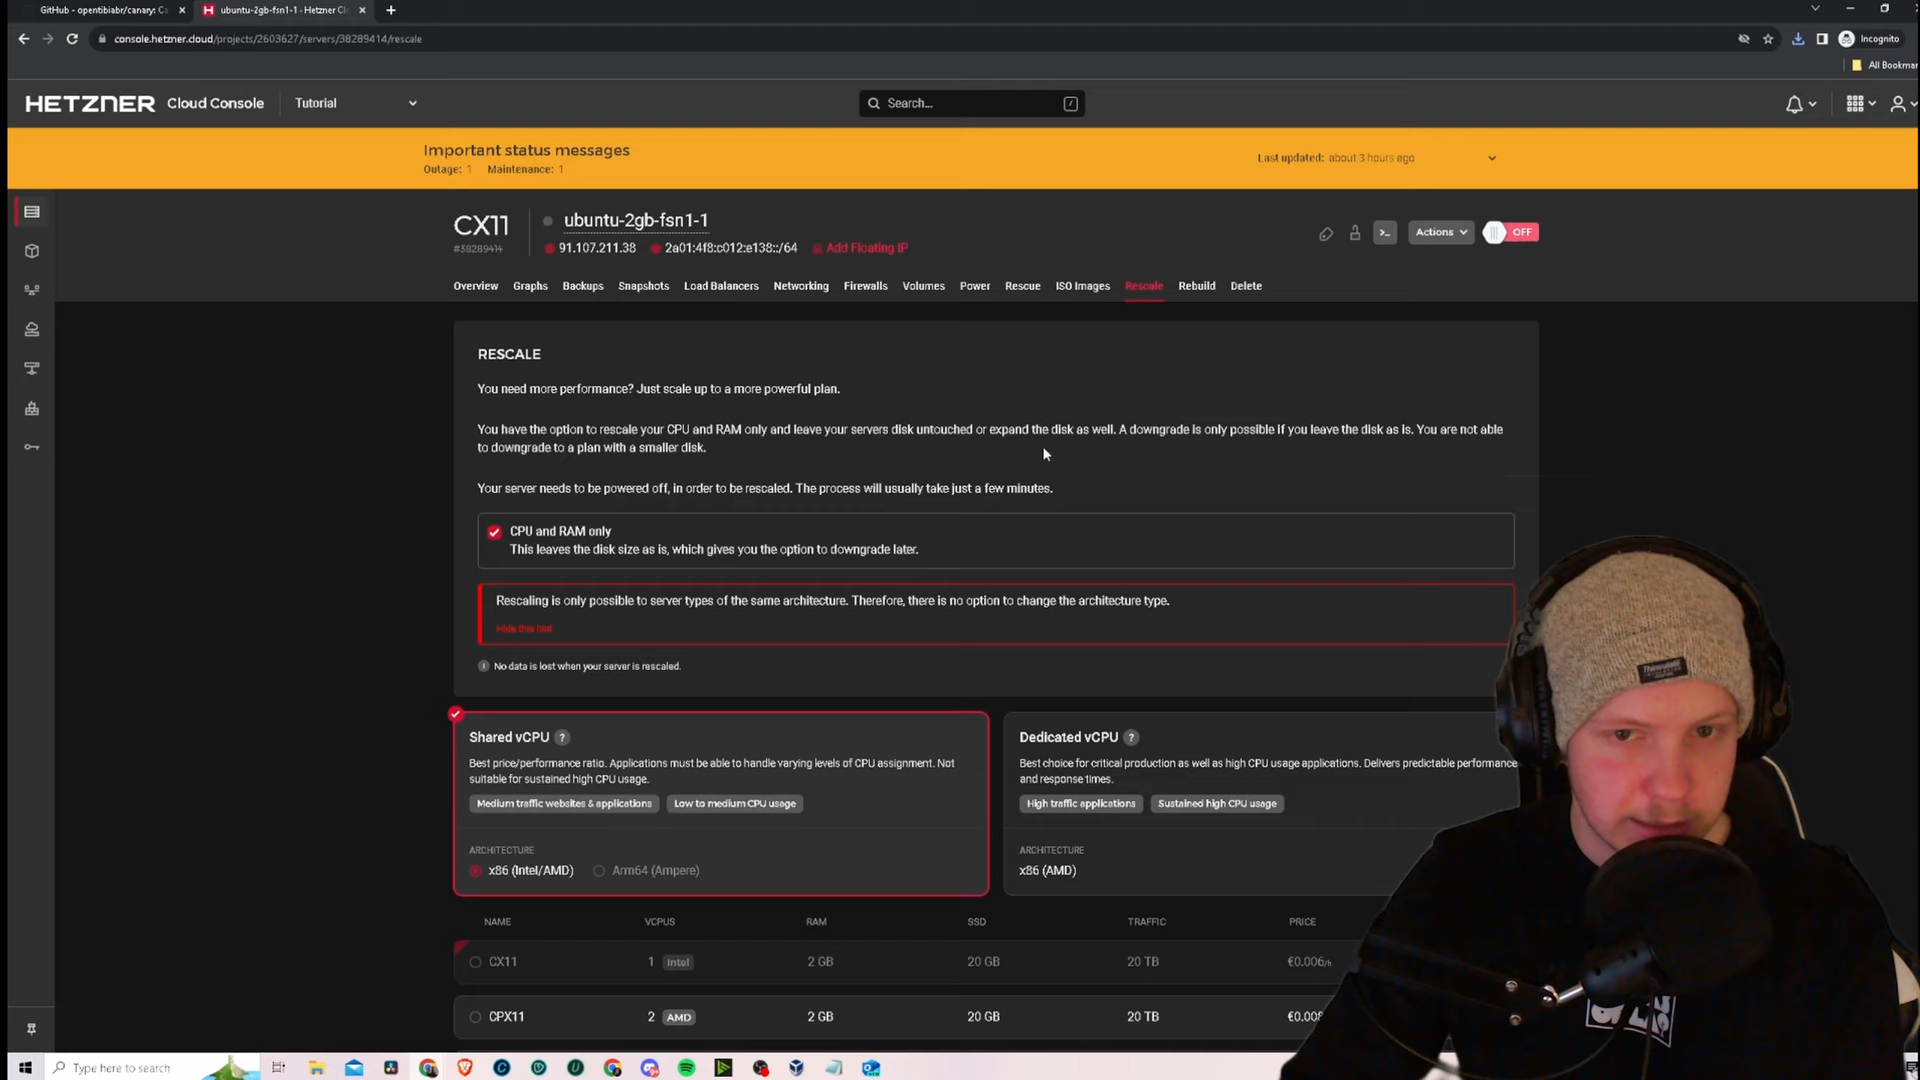 GitHub - opentibiabr/canary: Ca
ubuntu-2gb-fsn1-1 - Hetzner Cl
console.hetzner.cloud/projects/2603627/servers/38289414/rescale
Incognito
All Bookmar
HETZNER Cloud Console
Tutorial
Search...
/
Important status messages
Outage: 1 Maintenance: 1
Last updated: about 3 hours ago
CX11
#38289414
ubuntu-2gb-fsn1-1
91.107.211.38
2a01:4f8:c012:e138::/64
Add Floating IP
Actions
OFF
Overview Graphs Backups Snapshots Load Balancers Networking Firewalls Volumes Power Rescue ISO Images Rescale Rebuild Delete
RESCALE
You need more performance? Just scale up to a more powerful plan.
You have the option to rescale your CPU and RAM only and leave your servers disk untouched or expand the disk as well. A downgrade is only possible if you leave the disk as is. You are not able
to downgrade to a plan with a smaller disk.
Your server needs to be powered off, in order to be rescaled. The process will usually take just a few minutes.
CPU and RAM only
This leaves the disk size as is, which gives you the option to downgrade later.
Rescaling is only possible to server types of the same architecture. Therefore, there is no option to change the architecture type.
Hide this hint
No data is lost when your server is rescaled.
Shared vCPU ?
Best price/performance ratio. Applications must be able to handle varying levels of CPU assignment. Not
suitable for sustained high CPU usage.
Medium traffic websites & applications
Low to medium CPU usage
ARCHITECTURE
x86 (Intel/AMD)
Arm64 (Ampere)
Dedicated vCPU ?
Best choice for critical production as well as high CPU usage applications. Delivers predictable performance
and response times.
High traffic applications
Sustained high CPU usage
ARCHITECTURE
x86 (AMD)
NAME VCPUS RAM SSD TRAFFIC PRICE
CX11 1 Intel 2 GB 20 GB 20 TB €0.006/h
CPX11 2 AMD 2 GB 20 GB 20 TB
Thinsulate
Type here to search